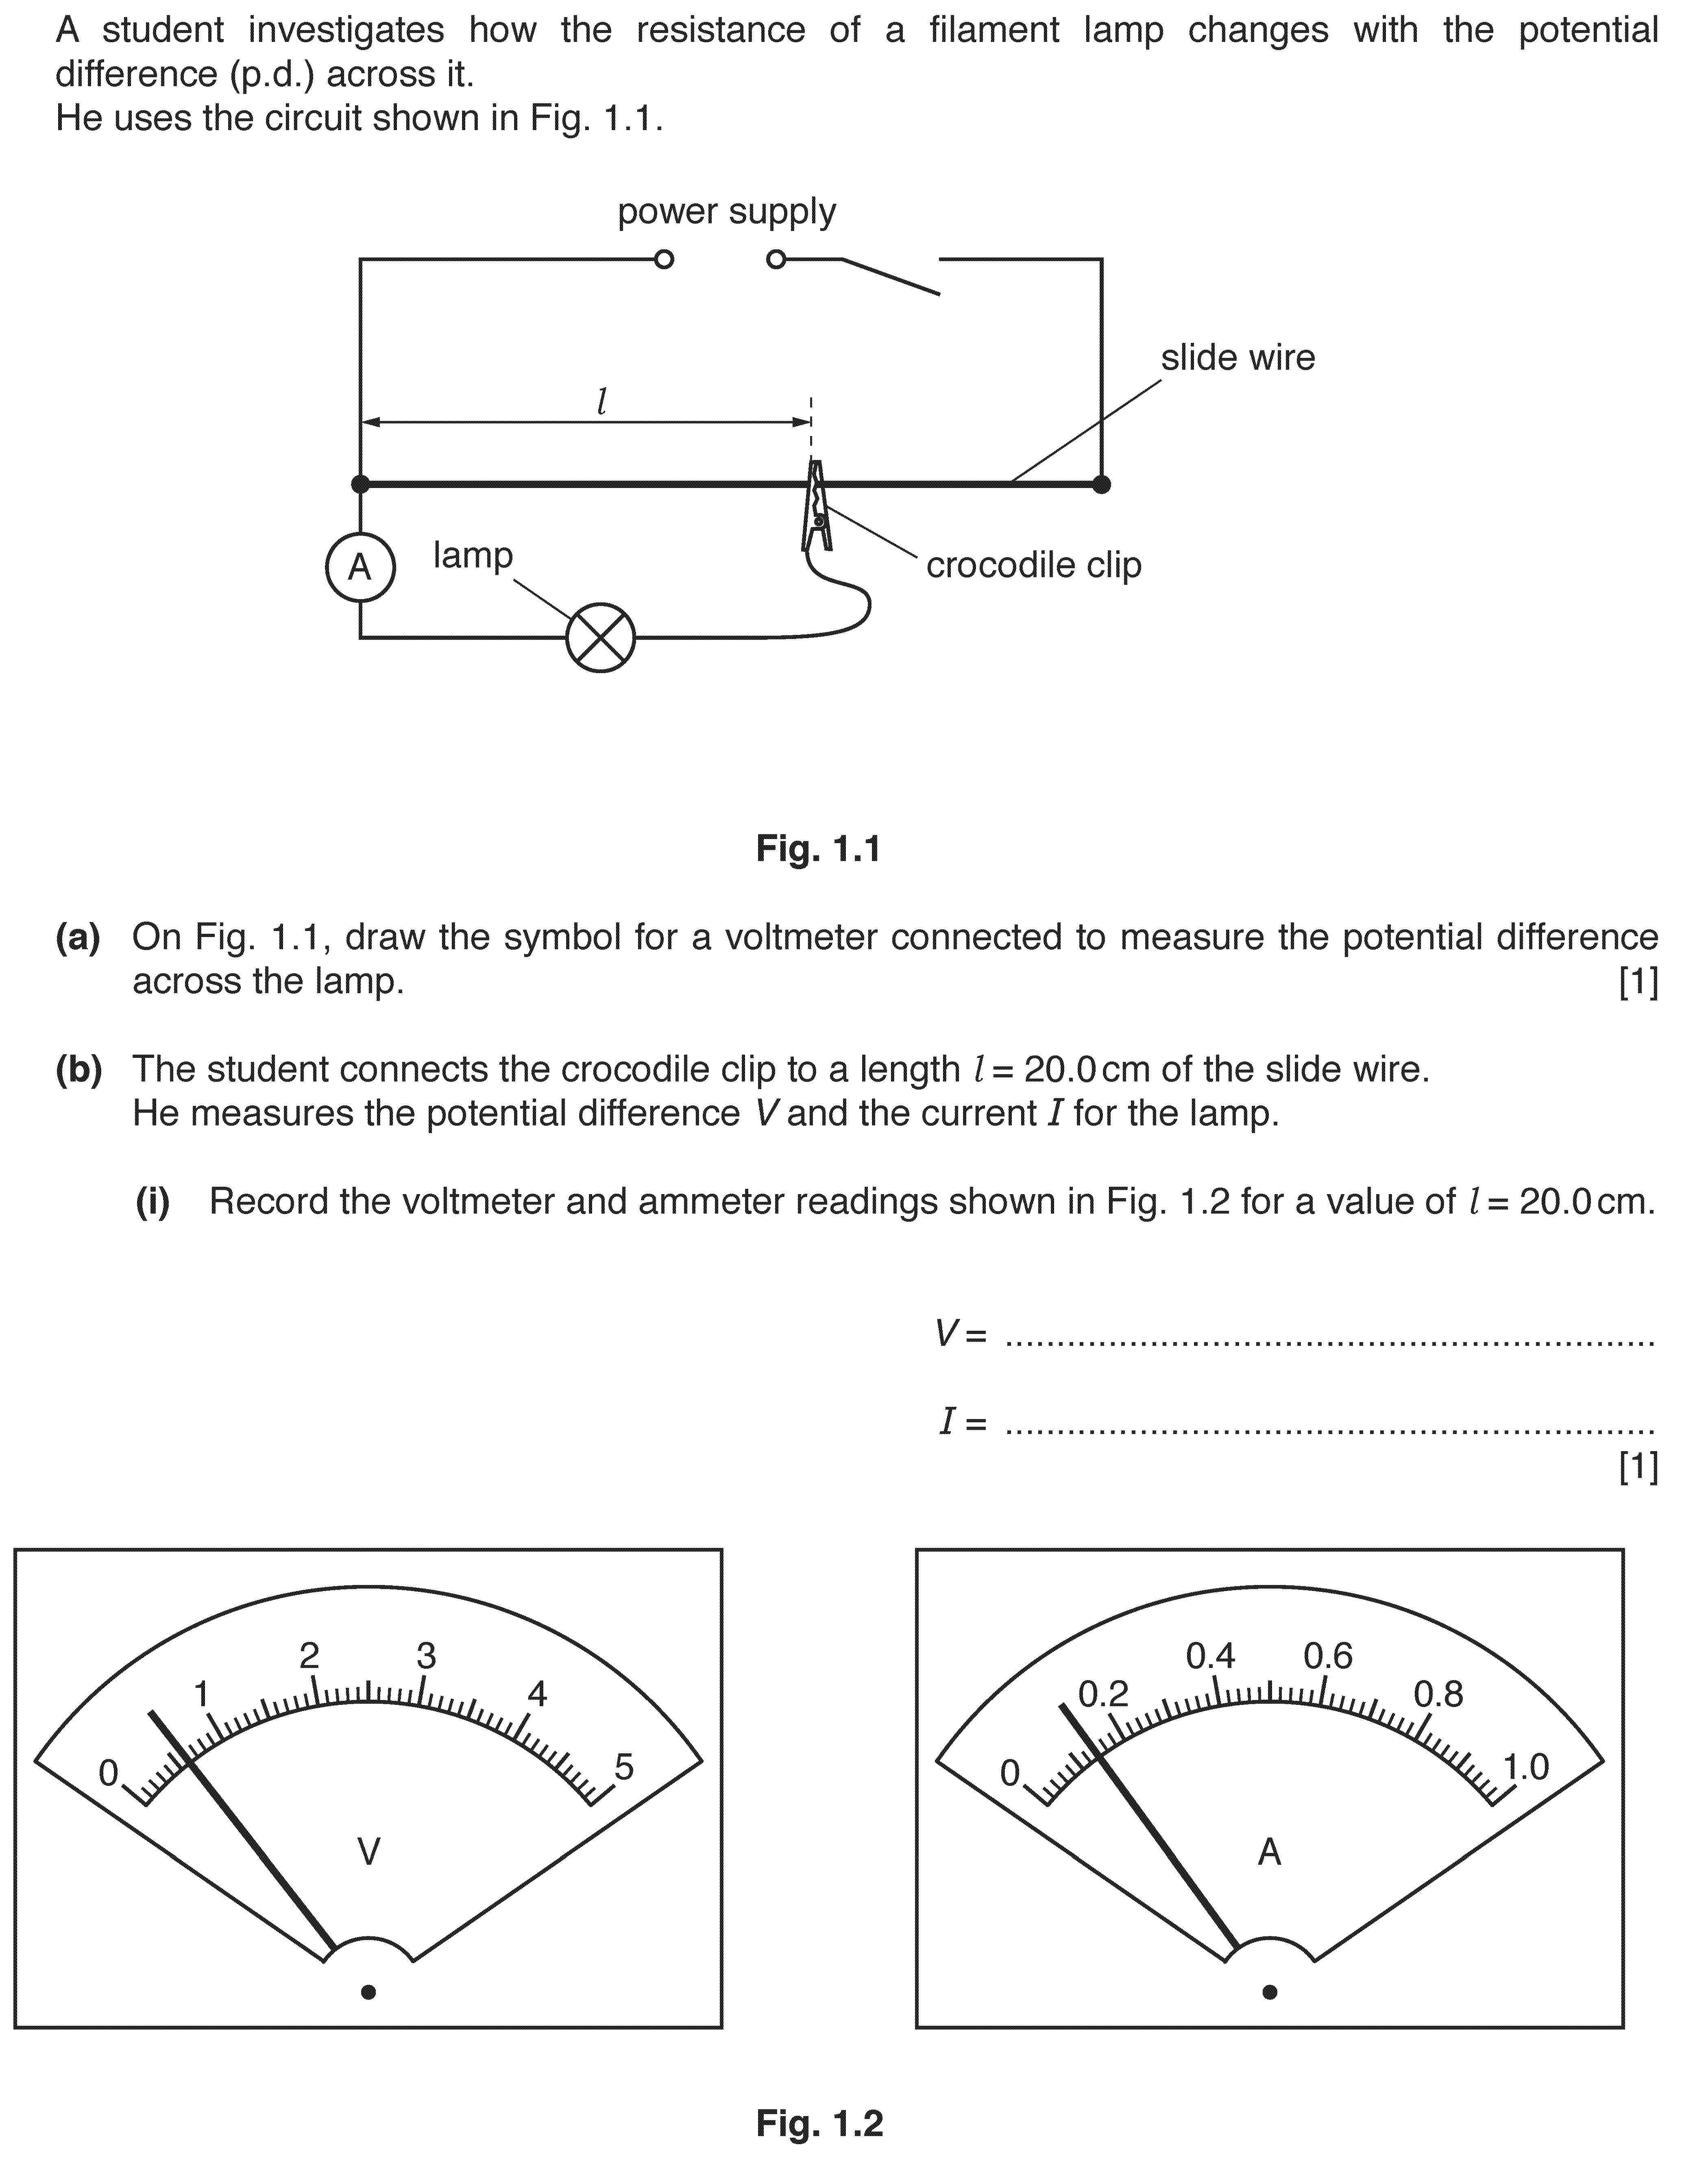 A student investigates how the resistance of a filament lamp changes with the potential
difference (p.d.) across it.
He uses the circuit shown in Fig. 1.1.
power supply
slide wire
l
A
lamp
crocodile clip
Fig. 1.1
(a) On Fig. 1.1, draw the symbol for a voltmeter connected to measure the potential difference
across the lamp. [1]
(b) The student connects the crocodile clip to a length l = 20.0 cm of the slide wire.
He measures the potential difference V and the current I for the lamp.
(i) Record the voltmeter and ammeter readings shown in Fig. 1.2 for a value of l = 20.0 cm.
V = ................................................................
I = ................................................................
[1]
0 1 2 3 4 5
V
0 0.2 0.4 0.6 0.8 1.0
A
Fig. 1.2